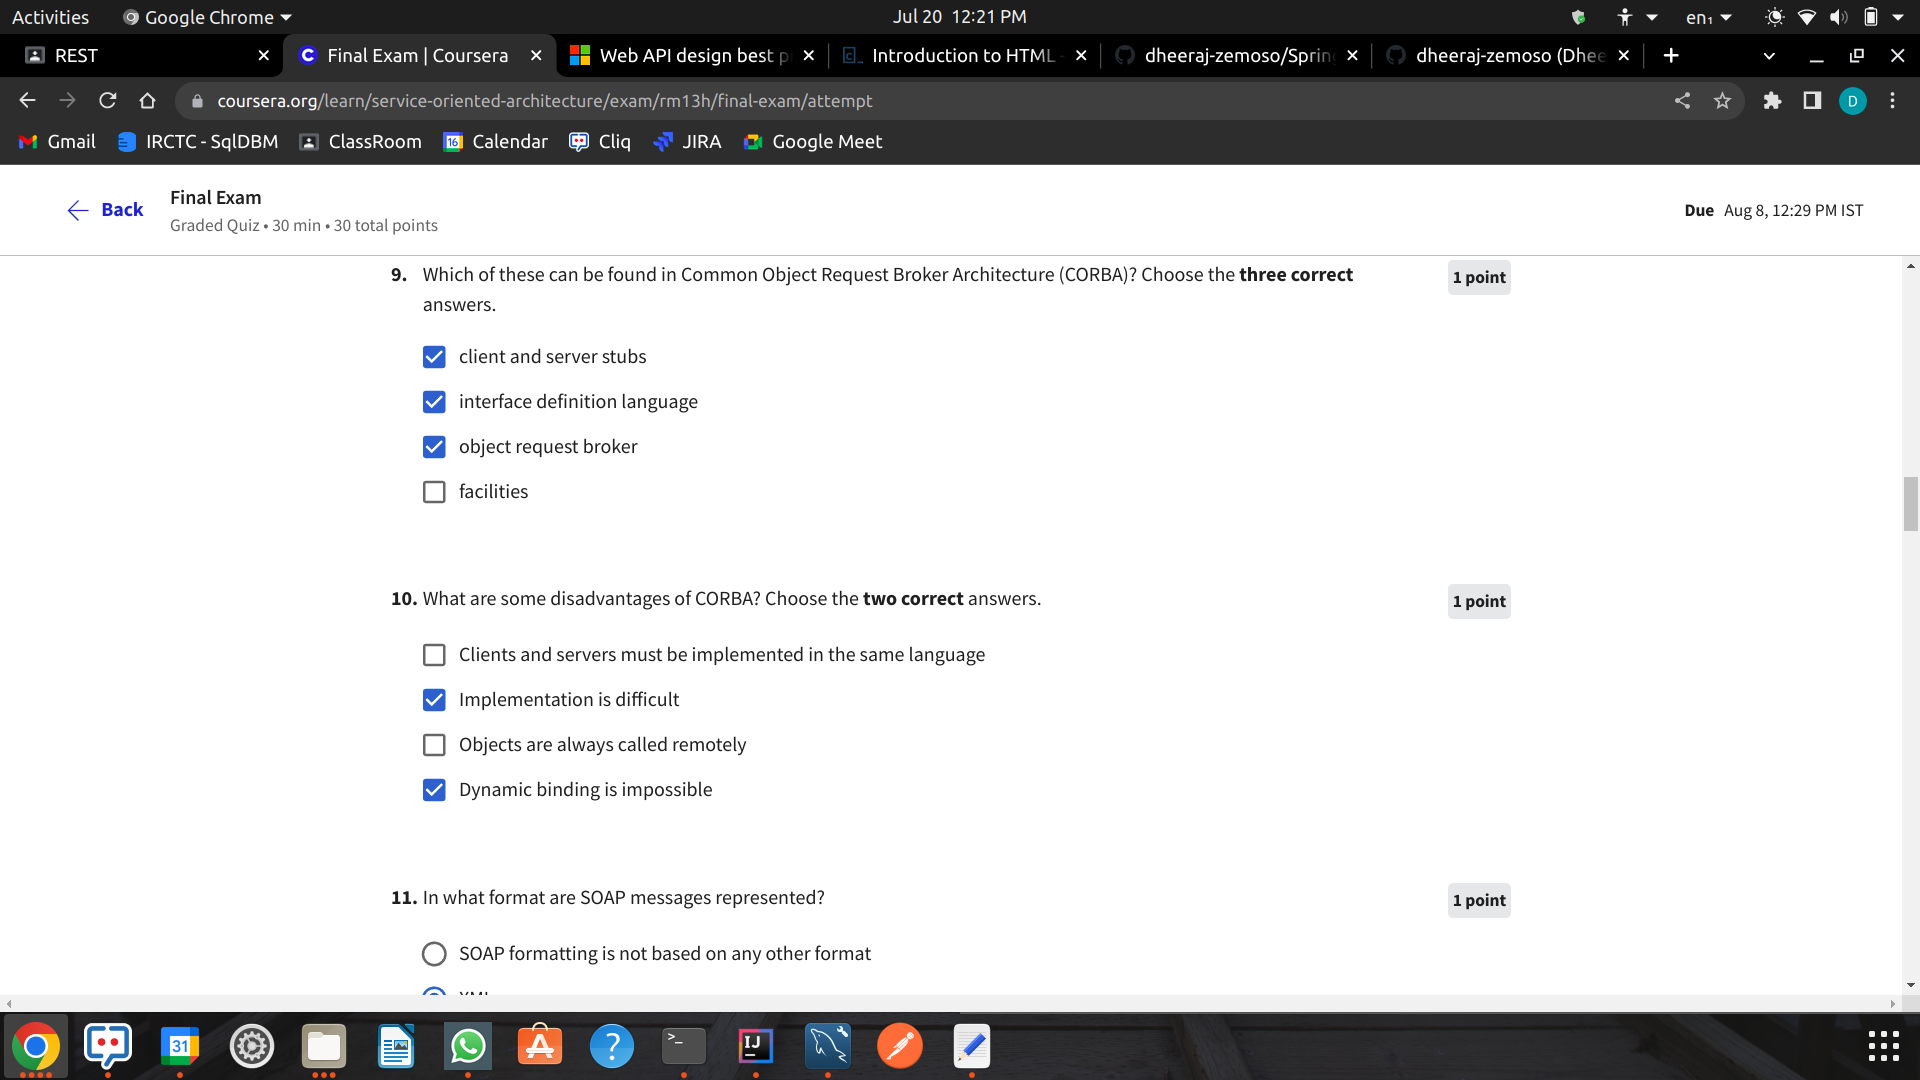 Activities
Google Chrome
Jul 20 12:21 PM
en₁
REST
Final Exam | Coursera
Web API design best p
Introduction to HTML
dheeraj-zemoso/Spring
dheeraj-zemoso (Dhee
coursera.org/learn/service-oriented-architecture/exam/rm13h/final-exam/attempt
D
Gmail
IRCTC - SqlDBM
ClassRoom
16
Calendar
Cliq
JIRA
Google Meet
Back
Final Exam
Graded Quiz • 30 min • 30 total points
Due Aug 8, 12:29 PM IST
9. Which of these can be found in Common Object Request Broker Architecture (CORBA)? Choose the three correct
answers.
1 point
client and server stubs
interface definition language
object request broker
facilities
10. What are some disadvantages of CORBA? Choose the two correct answers.
1 point
Clients and servers must be implemented in the same language
Implementation is difficult
Objects are always called remotely
Dynamic binding is impossible
11. In what format are SOAP messages represented?
1 point
SOAP formatting is not based on any other format
XML
31
IJ